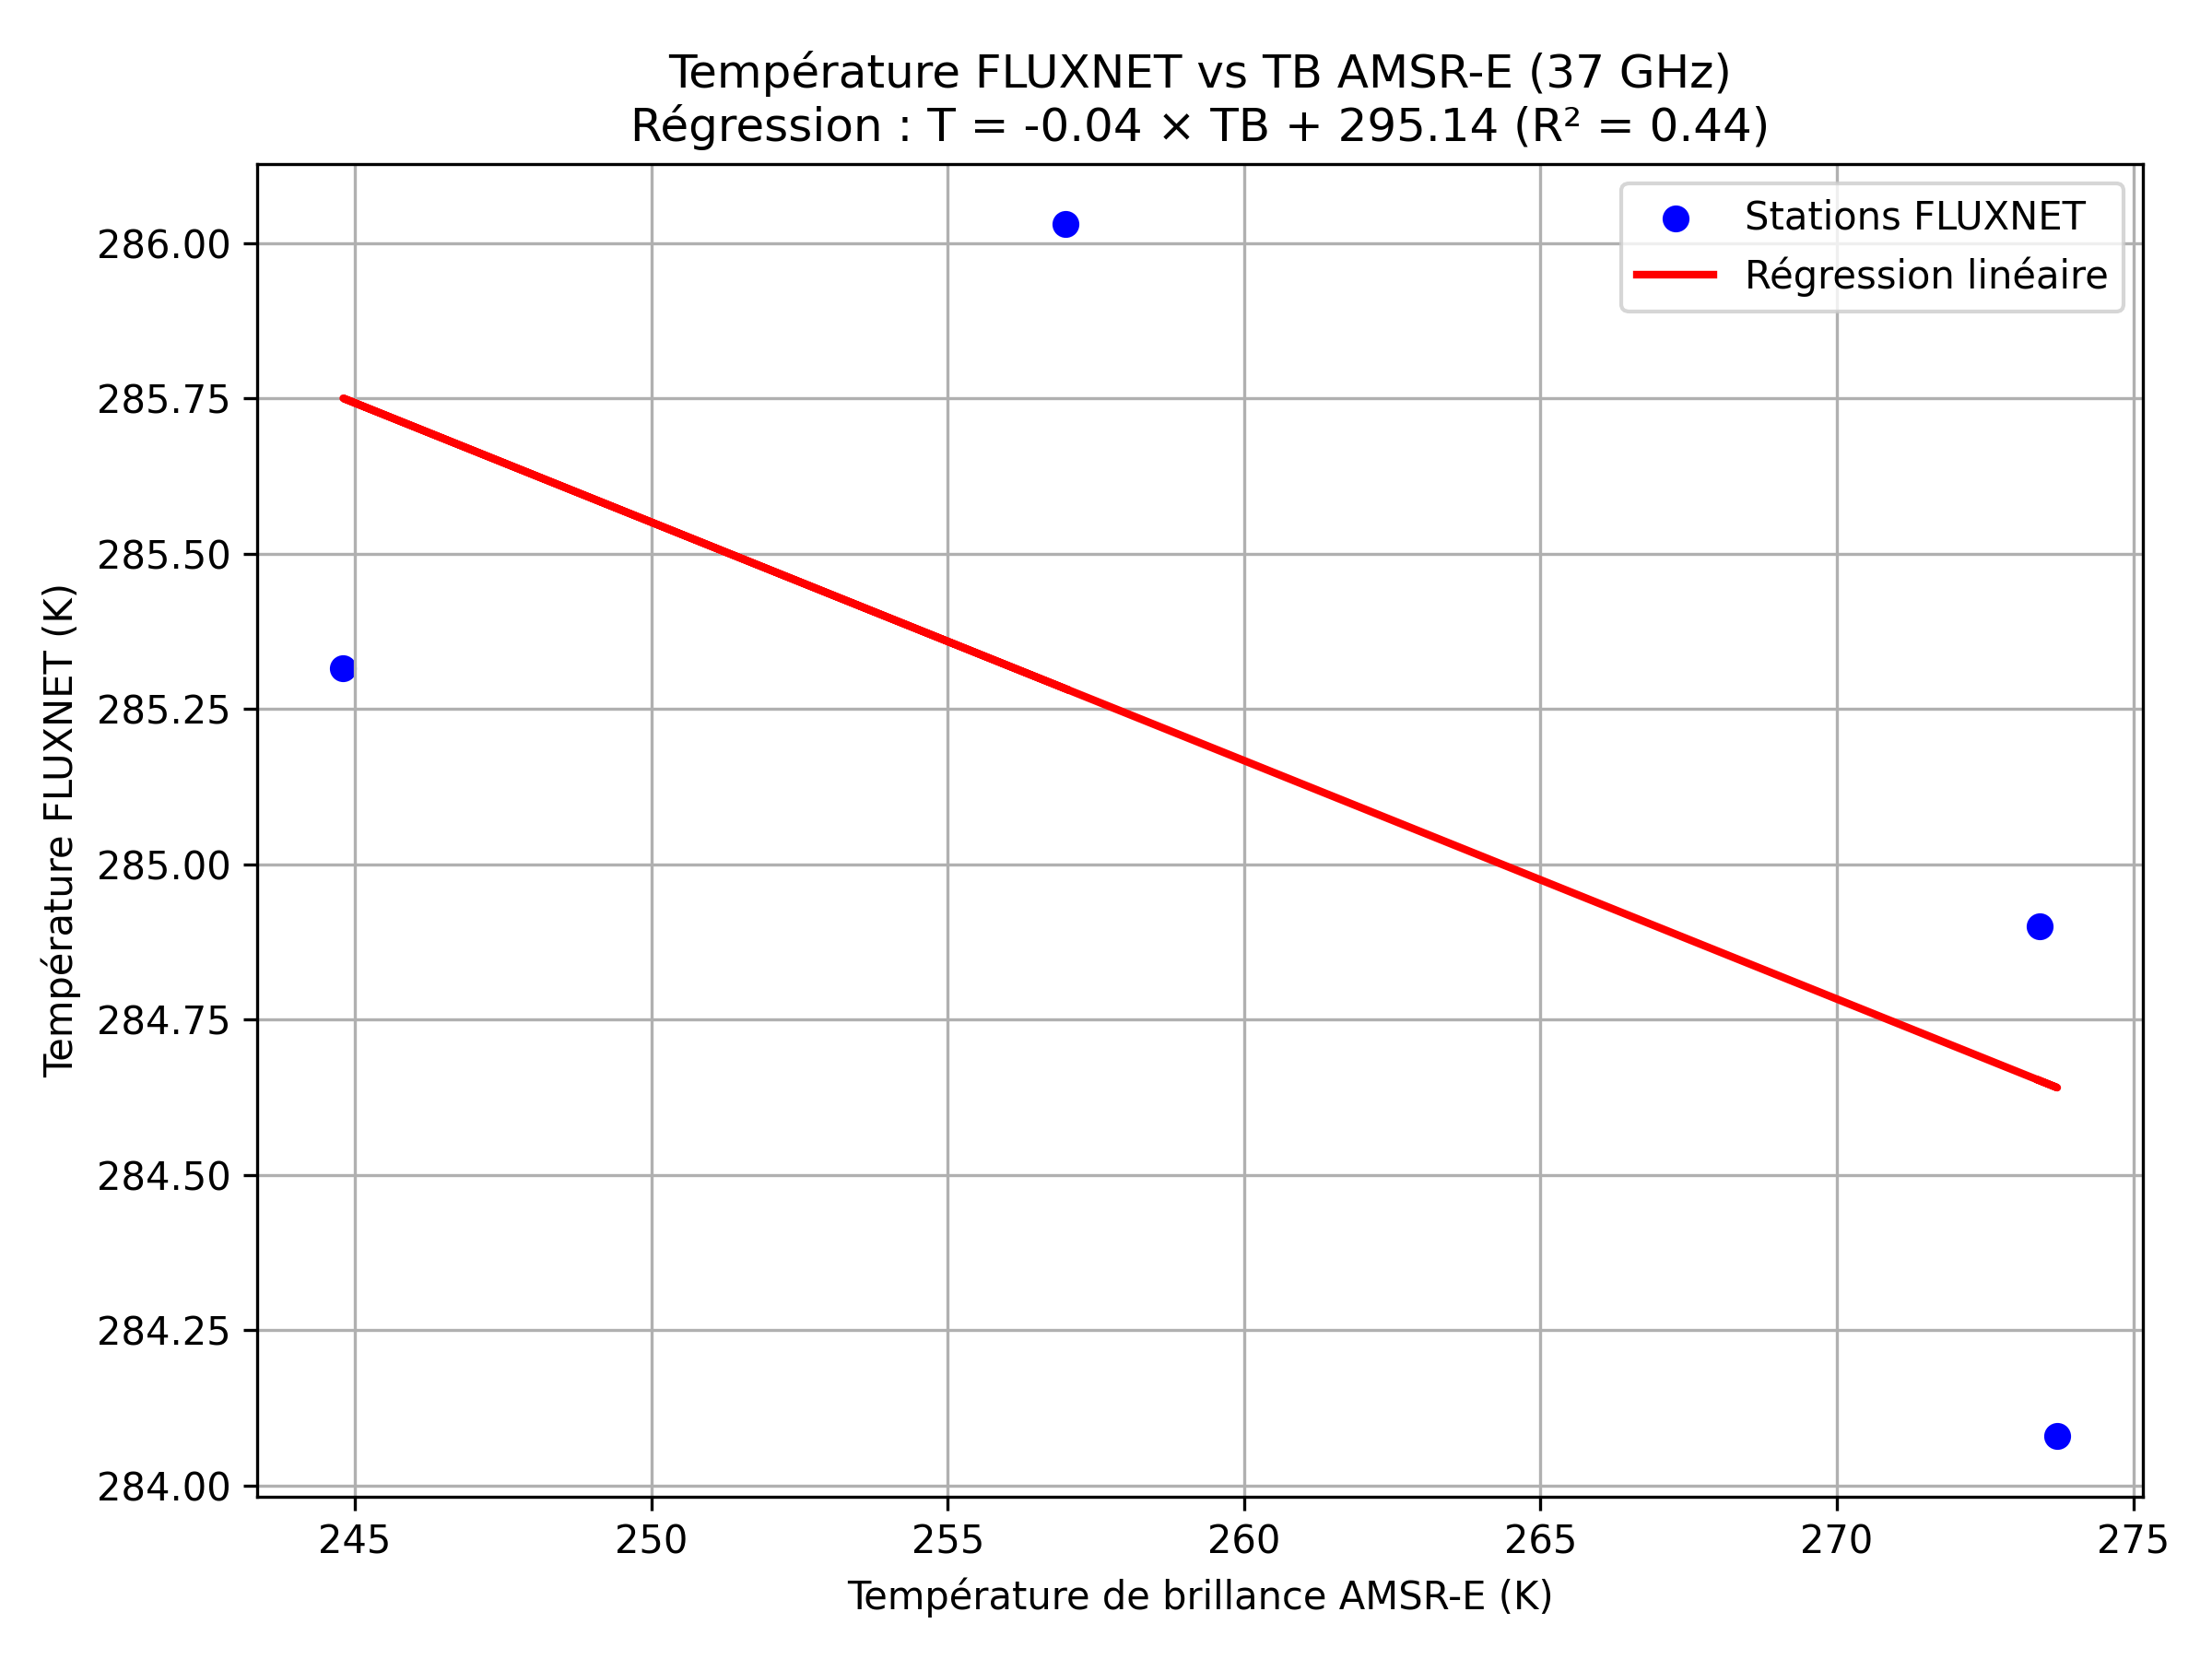 Température FLUXNET vs TB AMSR-E (37 GHz)
Régression : T = -0.04 × TB + 295.14 (R² = 0.44)
Stations FLUXNET
Régression linéaire
286.00
285.75
285.50
285.25
285.00
284.75
284.50
284.25
284.00
Température FLUXNET (K)
245 250 255 260 265 270 275
Température de brillance AMSR-E (K)